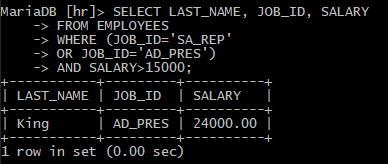 MariaDB [hr]> SELECT LAST_NAME, JOB_ID, SALARY
    -> FROM EMPLOYEES
    -> WHERE (JOB_ID='SA_REP'
    -> OR JOB_ID='AD_PRES')
    -> AND SALARY>15000;
+-----------+---------+----------+
| LAST_NAME | JOB_ID  | SALARY   |
+-----------+---------+----------+
| King      | AD_PRES | 24000.00 |
+-----------+---------+----------+
1 row in set (0.00 sec)